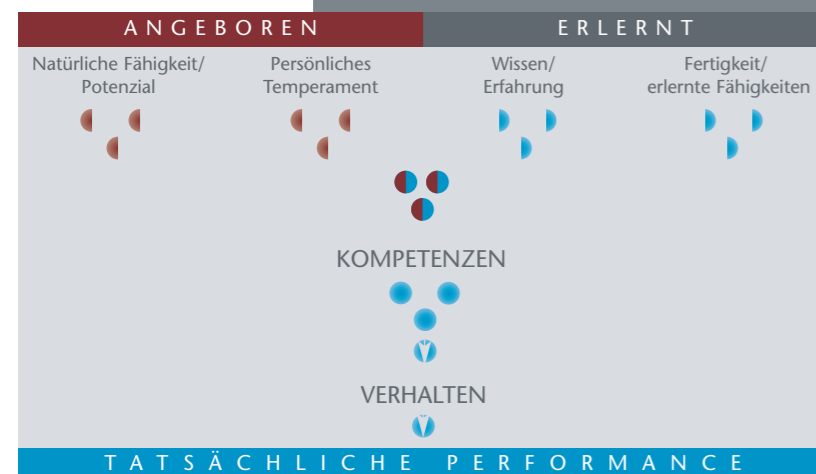 ANGEBOREN
ERLERNT
Natürliche Fähigkeit/
Potenzial
Persönliches
Temperament
Wissen/
Erfahrung
Fertigkeit/
erlernte Fähigkeiten
KOMPETENZEN
VERHALTEN
TATSÄCHLICHE PERFORMANCE